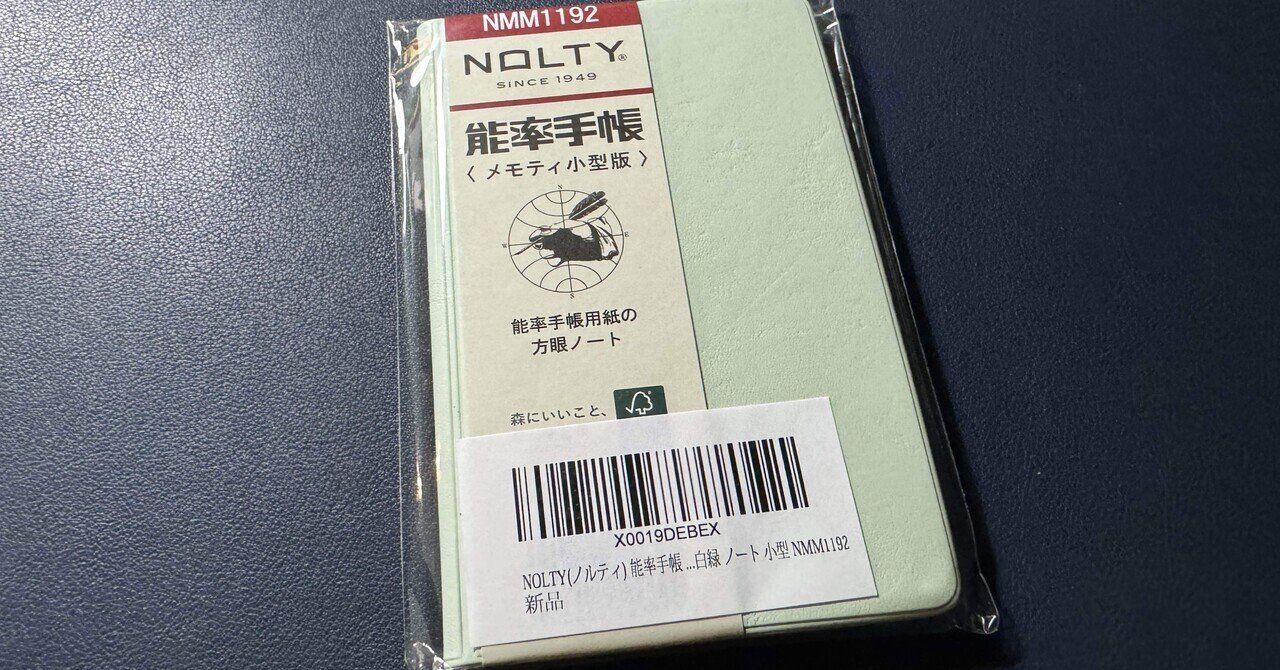 NMM1192
NOLTY®
SINCE 1949
能率手帳
〈 メモティ小型版 〉
N
E
S
能率手帳用紙の
方眼ノート
森にいいこと、
X0019DEBEX
NOLTY(ノルティ) 能率手帳 ...白緑 ノート 小型 NMM1192
新品